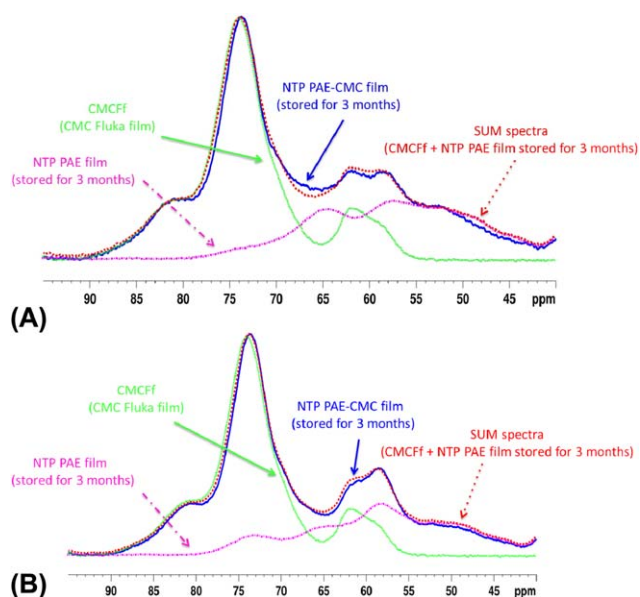 CMCFf
(CMC Fluka film)
NTP PAE-CMC film
(stored for 3 months)
NTP PAE film
(stored for 3 months)
SUM spectra
(CMCFf + NTP PAE film stored for 3 months)
90 85 80 75 70 65 60 55 50 45 ppm
(A)
CMCFf
(CMC Fluka film)
NTP PAE-CMC film
(stored for 3 months)
SUM spectra
(CMCFf + NTP PAE film stored for 3 months)
NTP PAE film
(stored for 3 months)
90 85 80 75 70 65 60 55 50 45 ppm
(B)